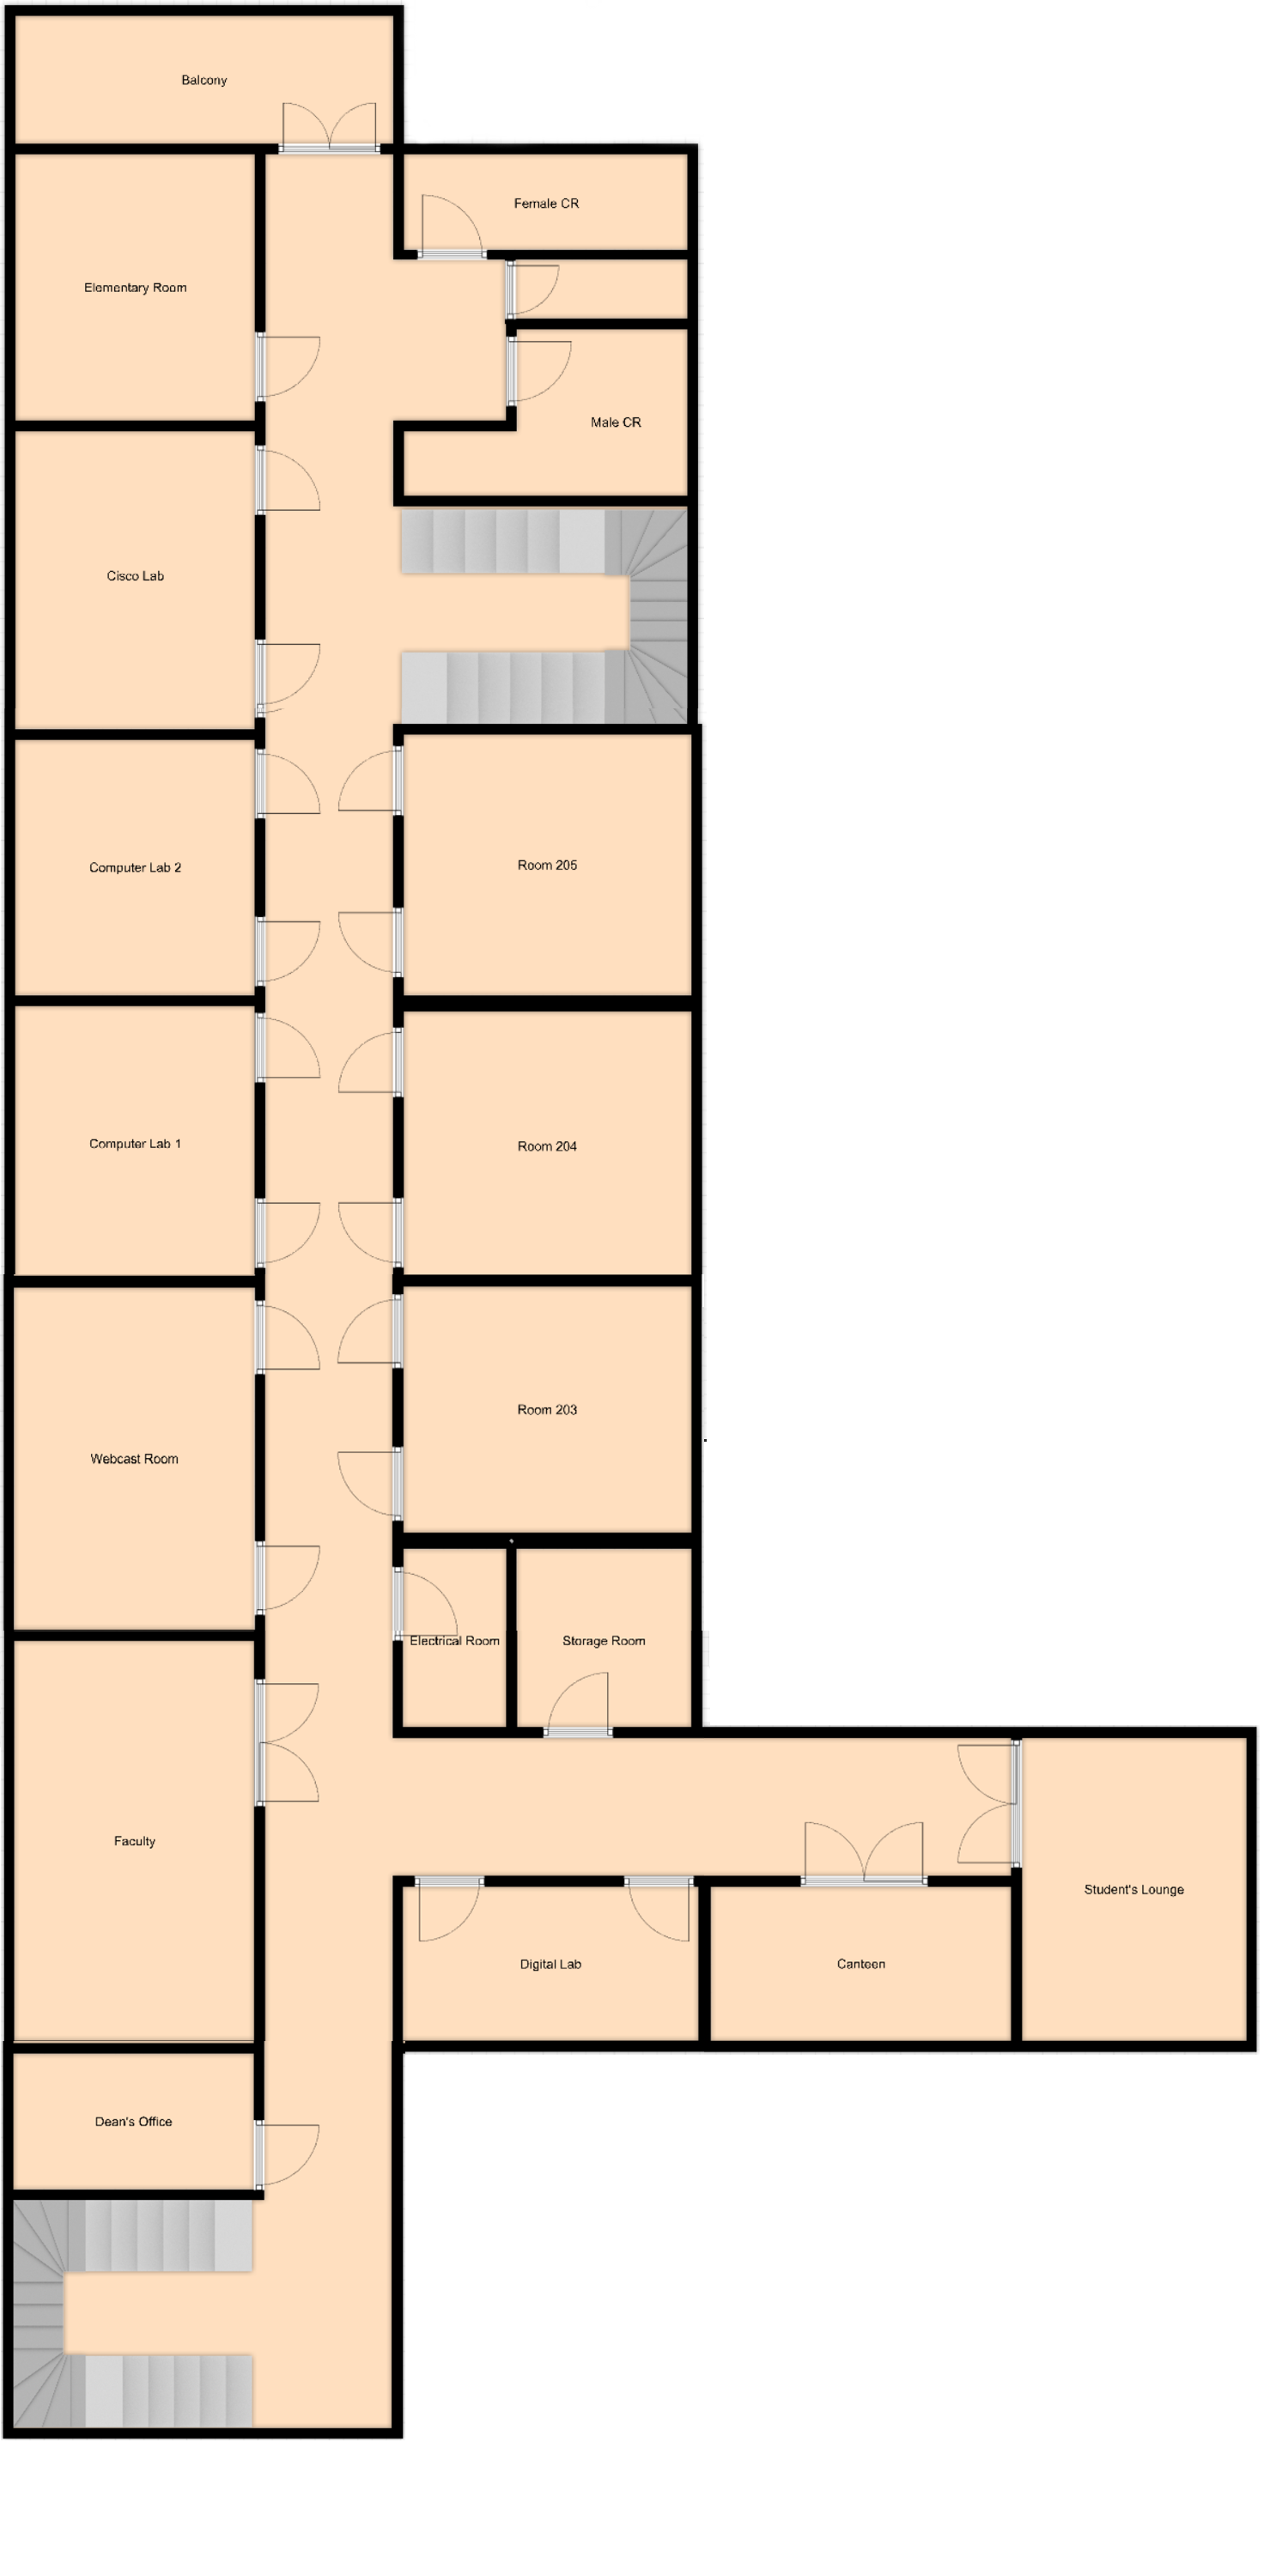 Balcony
Female CR
Elementary Room
Male CR
Cisco Lab
Room 205
Computer Lab 2
Computer Lab 1
Room 204
Room 203
Webcast Room
Electrical Room
Storage Room
Faculty
Student's Lounge
Digital Lab
Canteen
Dean's Office